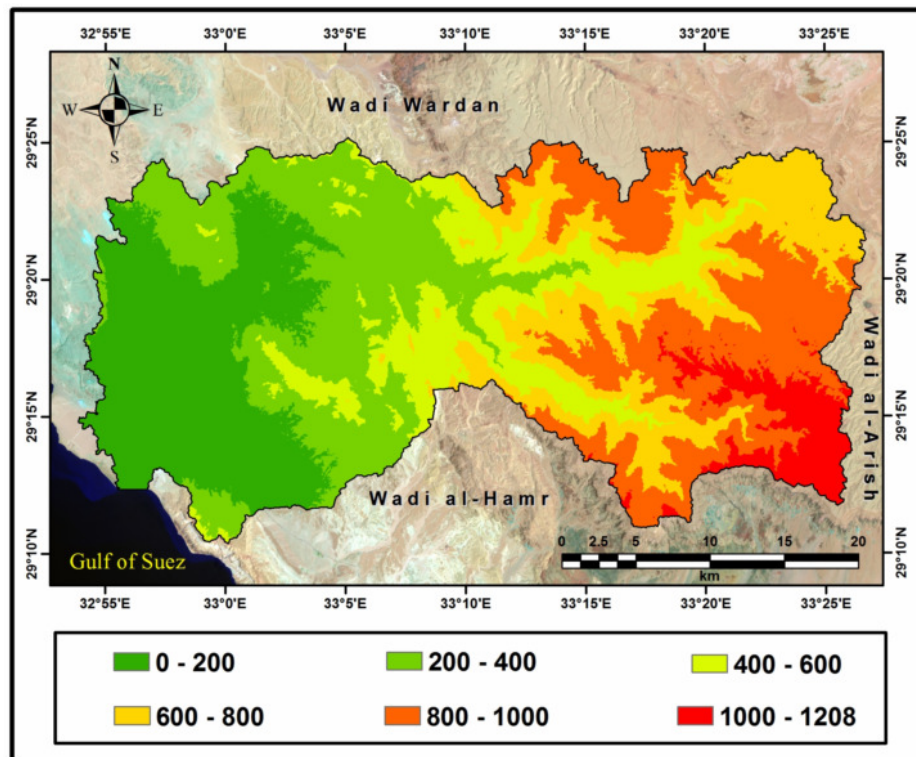 32°55'E 33°0'E 33°5'E 33°10'E 33°15'E 33°20'E 33°25'E
N
W E
S
Wadi Wardan
29°25'N 29°25'N
29°20'N 29°20'N
29°15'N 29°15'N
29°10'N 29°10'N
Wadi al-Arish
Wadi al-Hamr
Gulf of Suez
0 2.5 5 10 15 20
km
32°55'E 33°0'E 33°5'E 33°10'E 33°15'E 33°20'E 33°25'E
0 - 200 200 - 400 400 - 600
600 - 800 800 - 1000 1000 - 1208